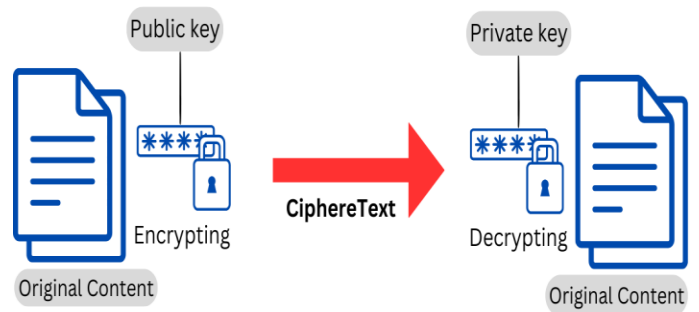 Public key
****
Encrypting
Original Content
CiphereText
Private key
****
Decrypting
Original Content